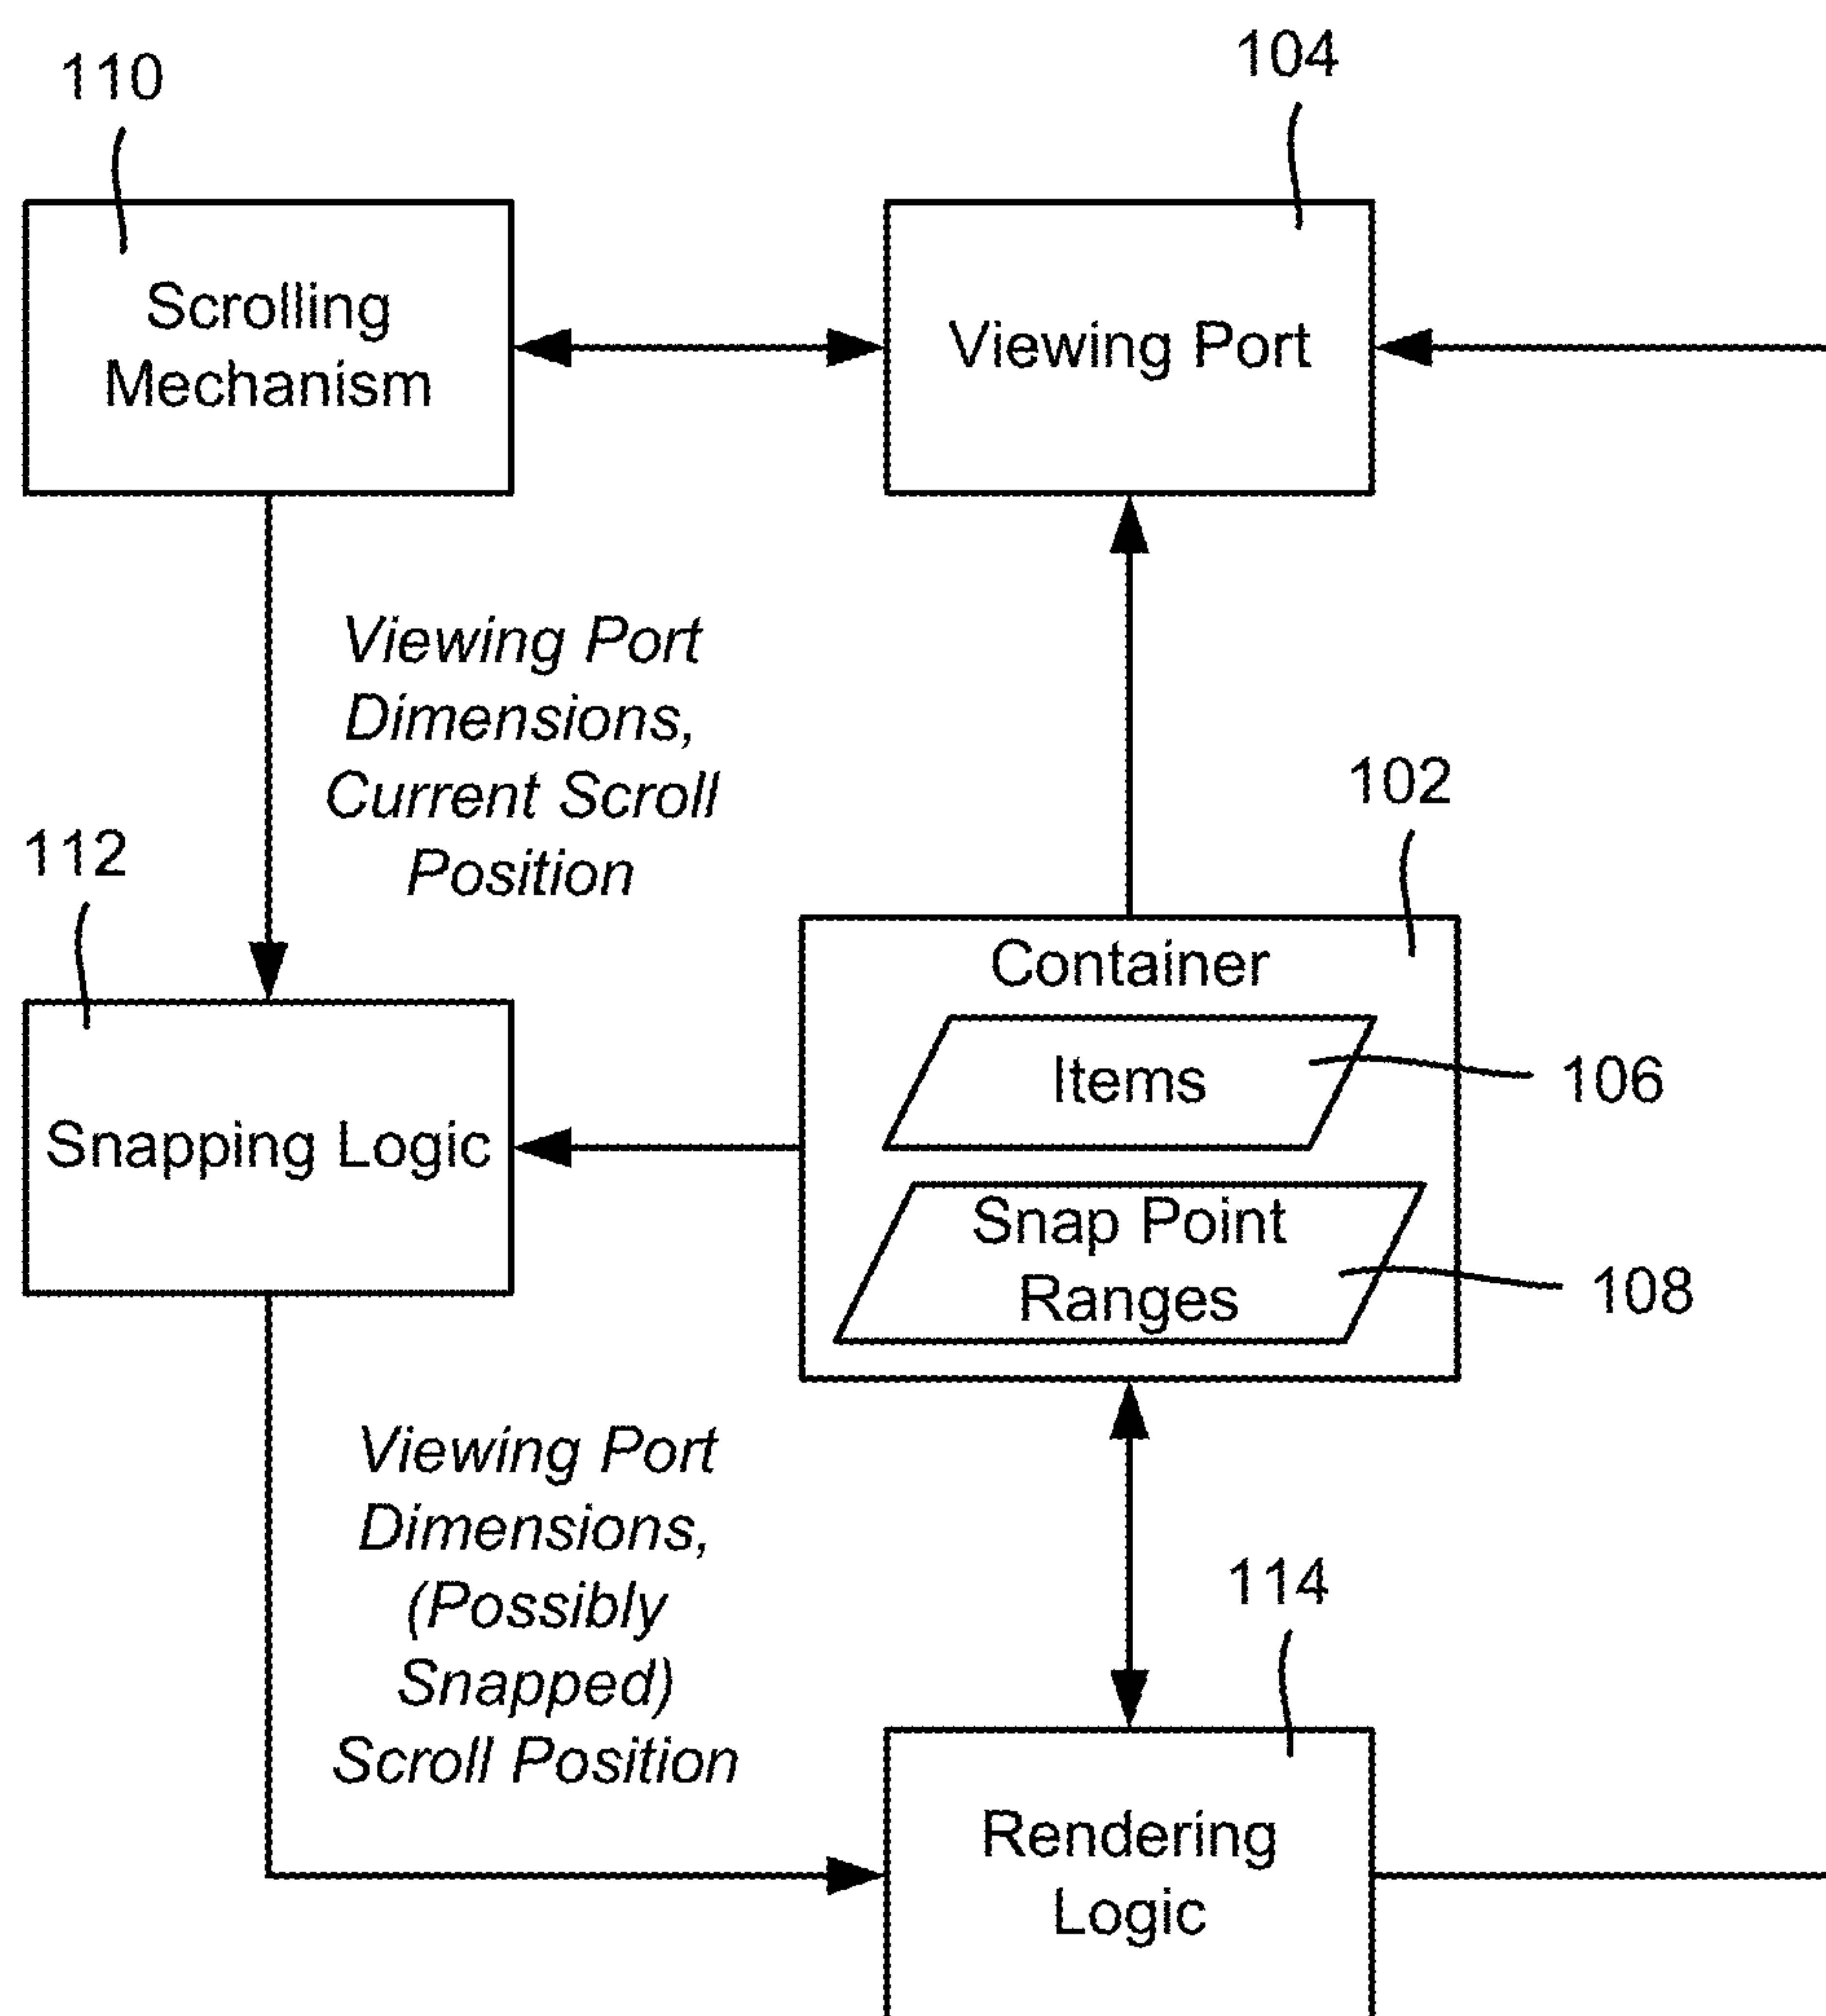 110
104
Scrolling
Mechanism
Viewing Port
Viewing Port
Dimensions,
Current Scroll
Position
102
112
Container
Items
106
Snapping Logic
Snap Point
Ranges
108
Viewing Port
Dimensions,
(Possibly
Snapped)
Scroll Position
114
Rendering
Logic